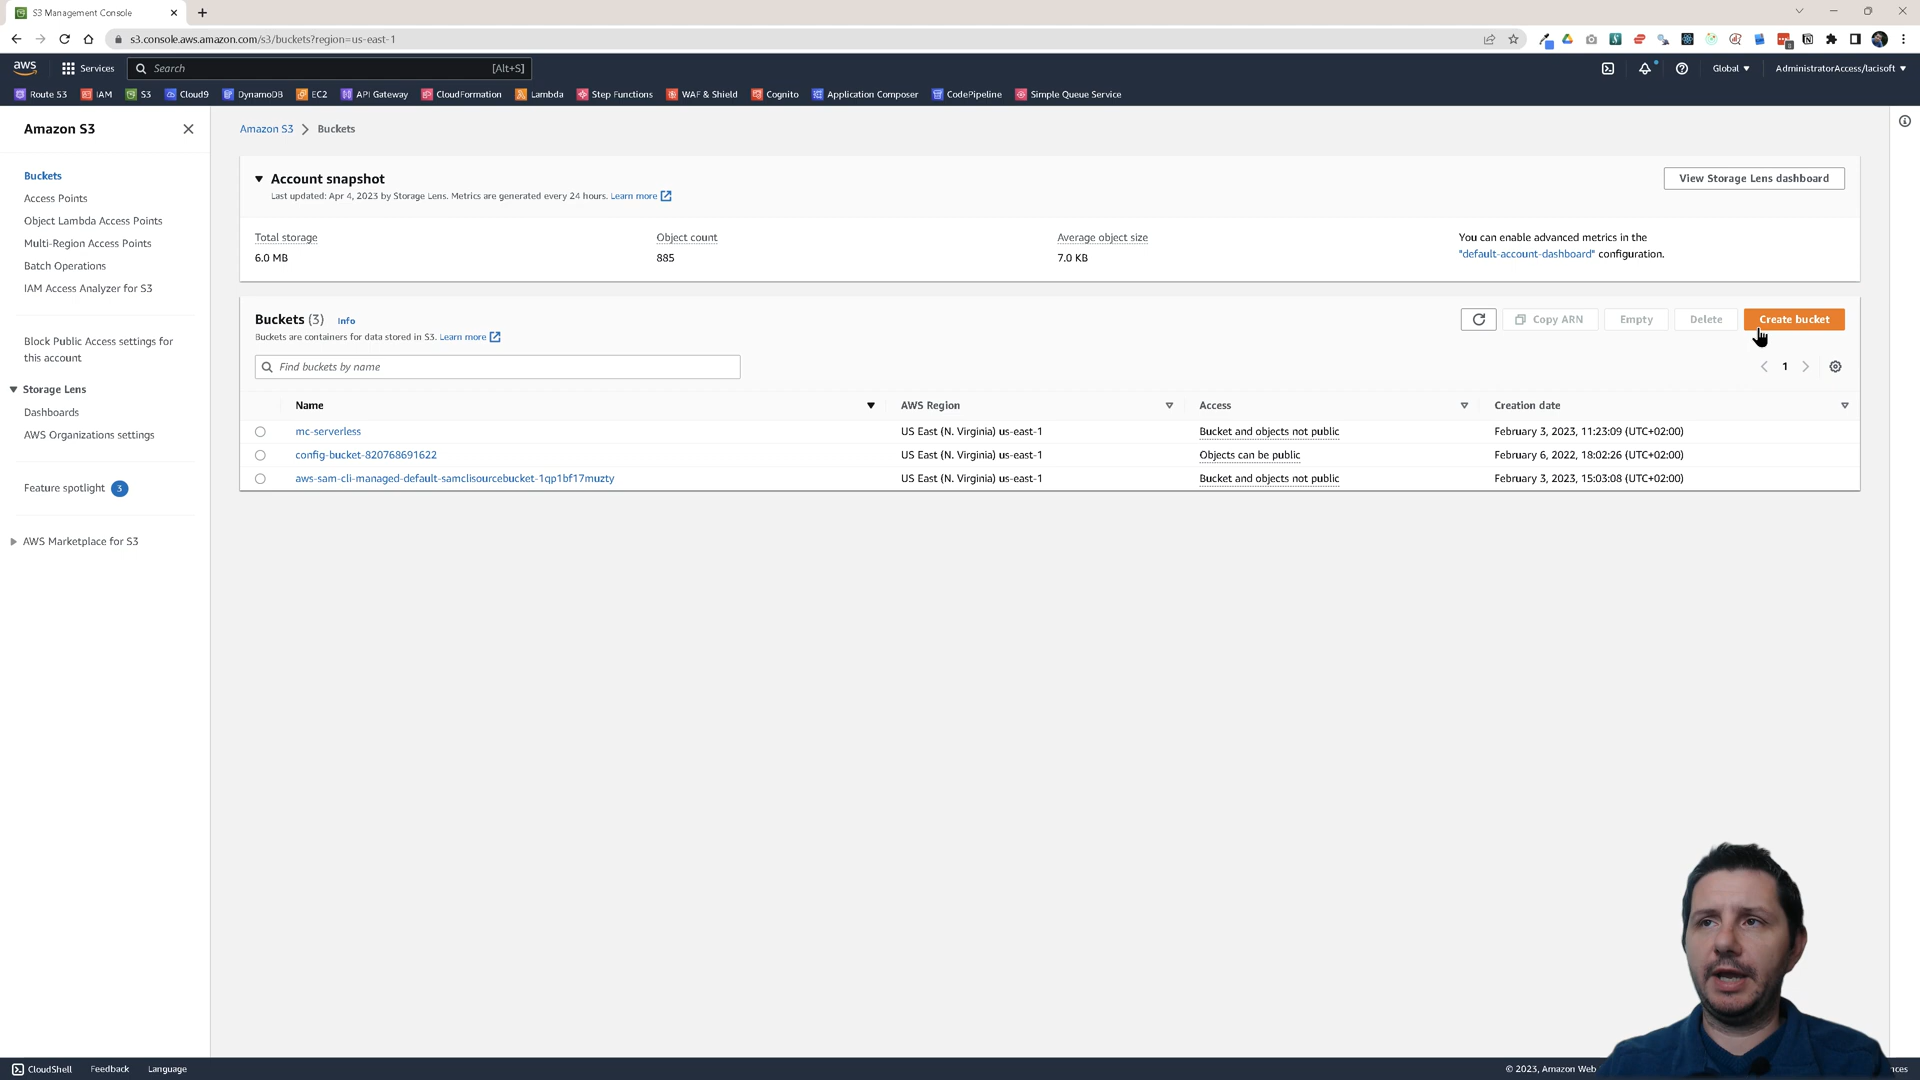 S3 Management Console
s3.console.aws.amazon.com/s3/buckets?region=us-east-1
aws Services Search [Alt+S] Global AdministratorAccess/lacisoft
Route 53 IAM S3 Cloud9 DynamoDB EC2 API Gateway CloudFormation Lambda Step Functions WAF & Shield Cognito Application Composer CodePipeline Simple Queue Service
Amazon S3
Buckets
Access Points
Object Lambda Access Points
Multi-Region Access Points
Batch Operations
IAM Access Analyzer for S3
Block Public Access settings for
this account
Storage Lens
Dashboards
AWS Organizations settings
Feature spotlight 3
AWS Marketplace for S3
Amazon S3 Buckets
Account snapshot
View Storage Lens dashboard
Last updated: Apr 4, 2023 by Storage Lens. Metrics are generated every 24 hours. Learn more
Total storage Object count Average object size
6.0 MB 885 7.0 KB
You can enable advanced metrics in the
"default-account-dashboard" configuration.
Buckets (3) Info
Copy ARN Empty Delete Create bucket
Buckets are containers for data stored in S3. Learn more
Find buckets by name
1
Name AWS Region Access Creation date
mc-serverless US East (N. Virginia) us-east-1 Bucket and objects not public February 3, 2023, 11:23:09 (UTC+02:00)
config-bucket-820768691622 US East (N. Virginia) us-east-1 Objects can be public February 6, 2022, 18:02:26 (UTC+02:00)
aws-sam-cli-managed-default-samclisourcebucket-1qp1bf17muzty US East (N. Virginia) us-east-1 Bucket and objects not public February 3, 2023, 15:03:08 (UTC+02:00)
CloudShell Feedback Language © 2023, Amazon Web